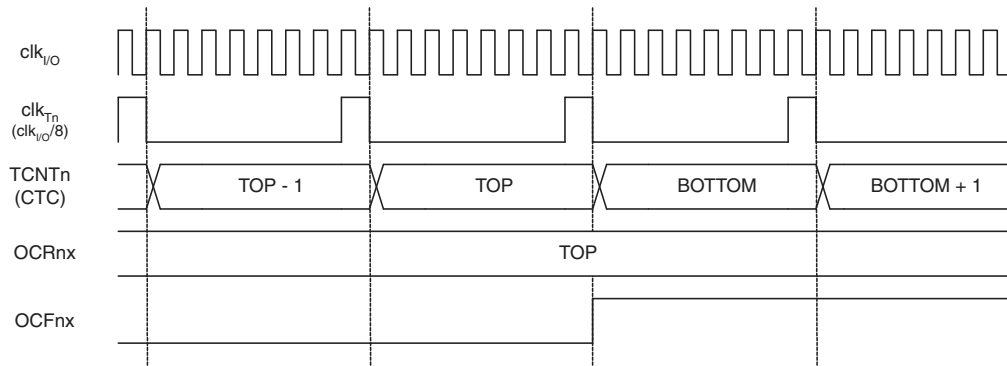 clkI/O
clkTn
(clkI/O/8)
TCNTn
(CTC)
TOP - 1
TOP
BOTTOM
BOTTOM + 1
OCRnx
TOP
OCFnx